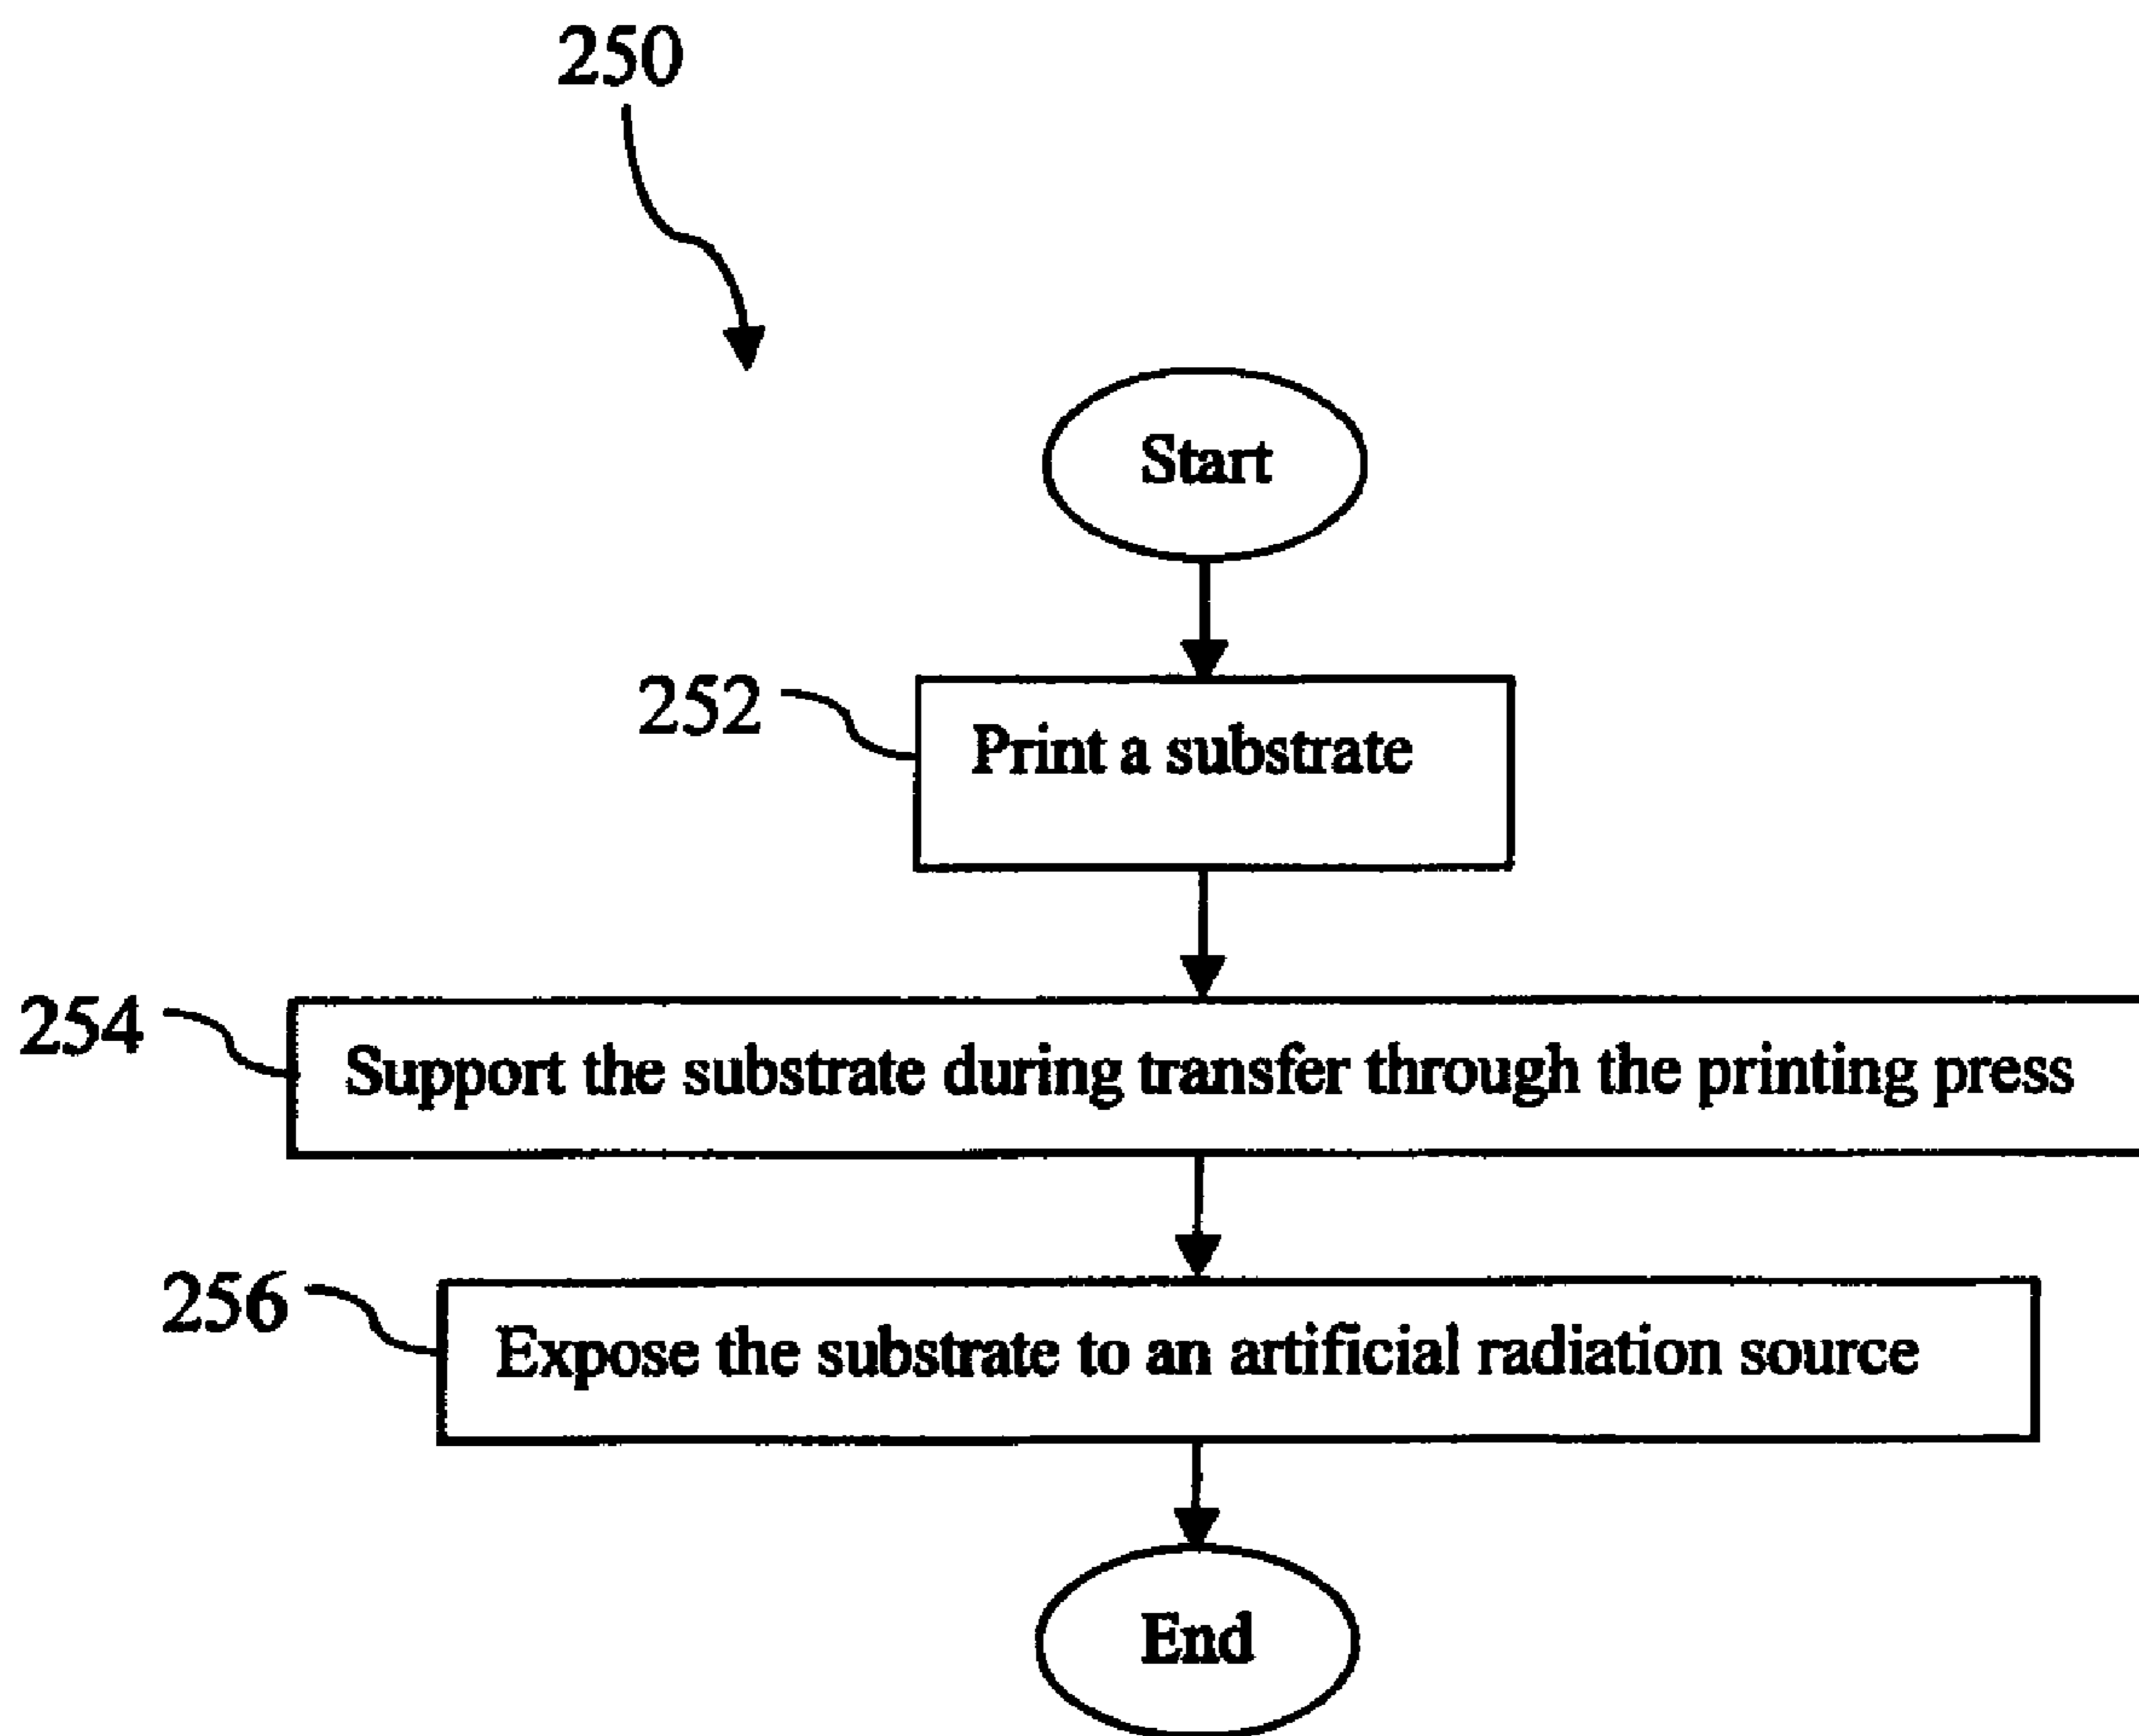 250
Start
252
Print a substrate
254
Support the substrate during transfer through the printing press
256
Expose the substrate to an artificial radiation source
End